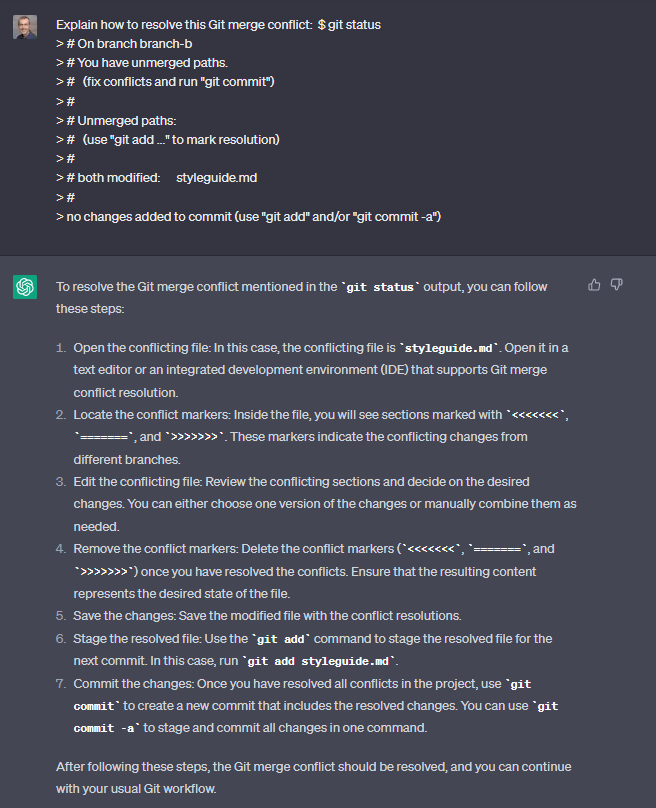 Explain how to resolve this Git merge conflict:  $ git status
> # On branch branch-b
> # You have unmerged paths.
> #   (fix conflicts and run "git commit")
> #
> # Unmerged paths:
> #   (use "git add ..." to mark resolution)
> #
> # both modified:     styleguide.md
> #
> no changes added to commit (use "git add" and/or "git commit -a")
To resolve the Git merge conflict mentioned in the `git status` output, you can follow
these steps:
1. Open the conflicting file: In this case, the conflicting file is `styleguide.md`. Open it in a
text editor or an integrated development environment (IDE) that supports Git merge
conflict resolution.
2. Locate the conflict markers: Inside the file, you will see sections marked with `<<<<<<<`,
`=======`, and `>>>>>>>`. These markers indicate the conflicting changes from
different branches.
3. Edit the conflicting file: Review the conflicting sections and decide on the desired
changes. You can either choose one version of the changes or manually combine them as
needed.
4. Remove the conflict markers: Delete the conflict markers (`<<<<<<<`, `=======`, and
`>>>>>>>`) once you have resolved the conflicts. Ensure that the resulting content
represents the desired state of the file.
5. Save the changes: Save the modified file with the conflict resolutions.
6. Stage the resolved file: Use the `git add` command to stage the resolved file for the
next commit. In this case, run `git add styleguide.md`.
7. Commit the changes: Once you have resolved all conflicts in the project, use `git
commit` to create a new commit that includes the resolved changes. You can use `git
commit -a` to stage and commit all changes in one command.
After following these steps, the Git merge conflict should be resolved, and you can continue
with your usual Git workflow.